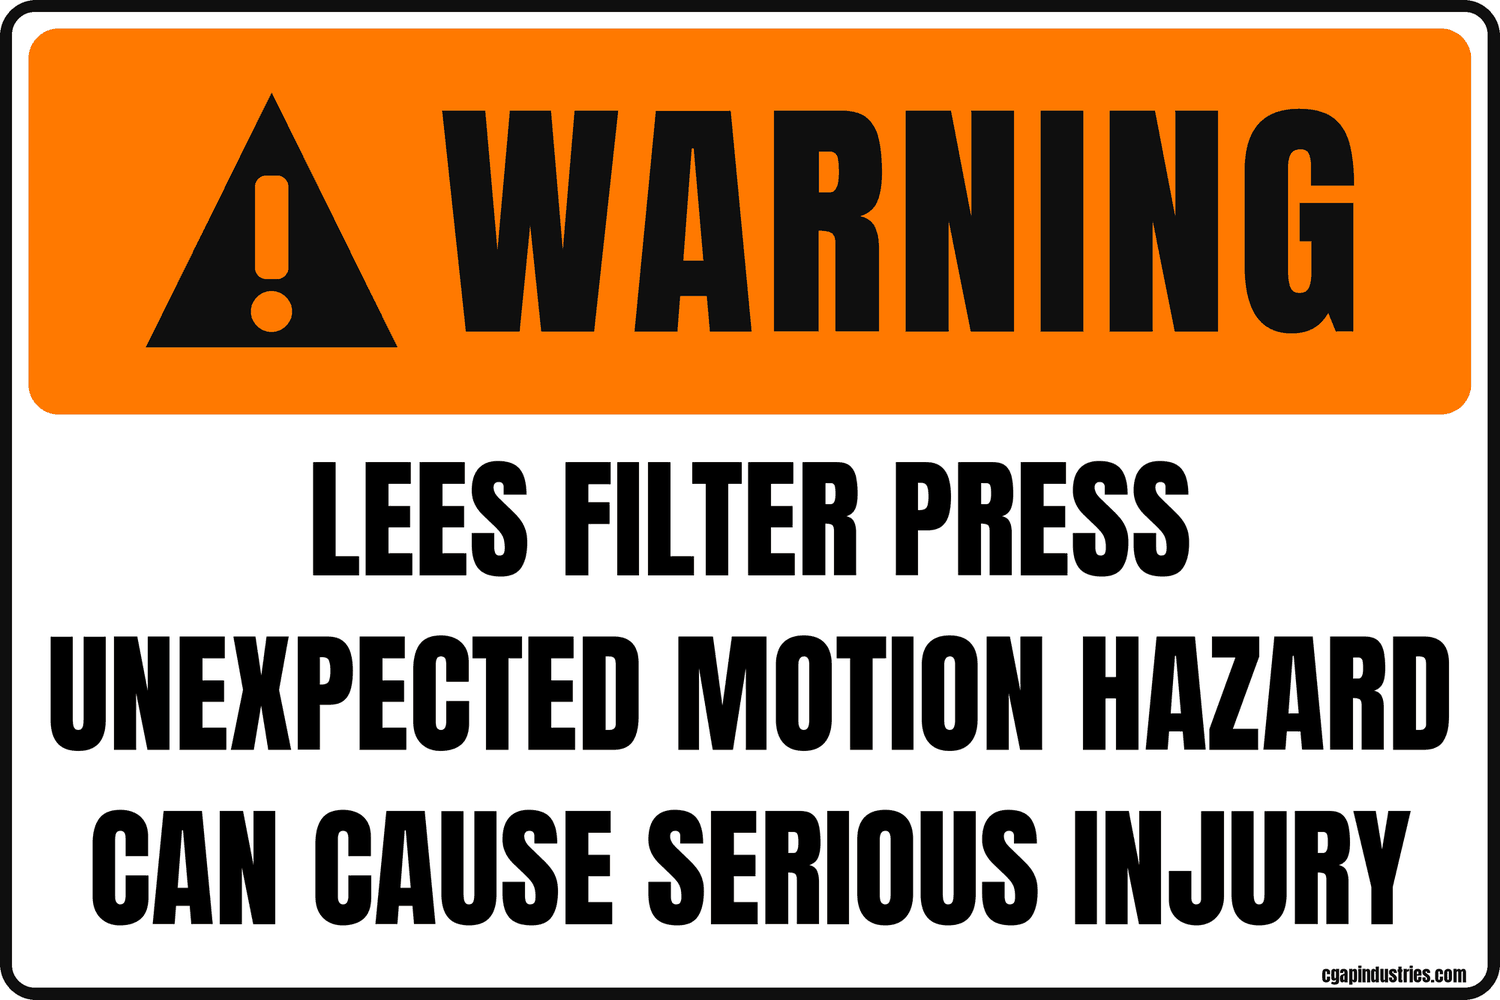 WARNING
LEES FILTER PRESS
UNEXPECTED MOTION HAZARD
CAN CAUSE SERIOUS INJURY
cgapindustries.com